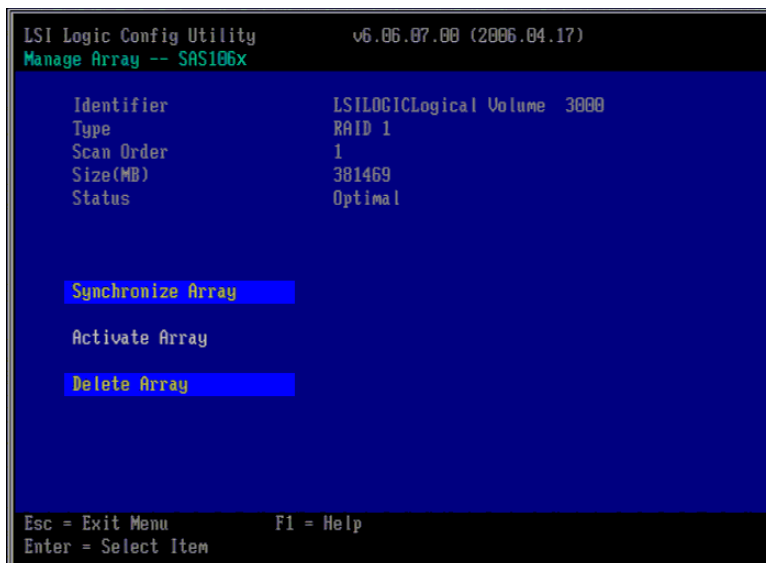 LSI Logic Config Utility v6.06.07.00 (2006.04.17)
Manage Array -- SAS106x
Identifier LSILOGICLogical Volume 3000
Type RAID 1
Scan Order 1
Size(MB) 381469
Status Optimal
Synchronize Array
Activate Array
Delete Array
Esc = Exit Menu F1 = Help
Enter = Select Item